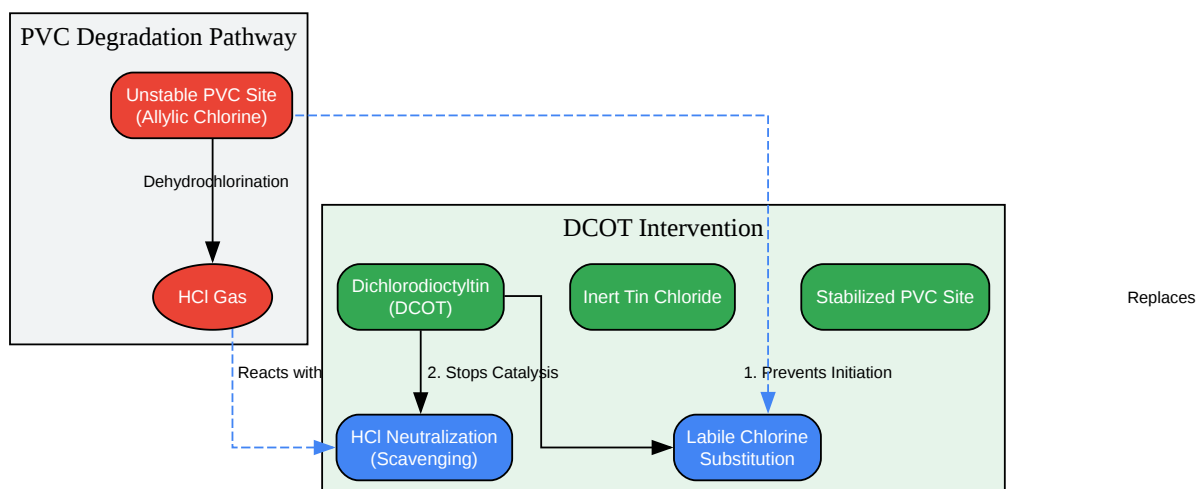 PVC Degradation Pathway
Unstable PVC Site
(Allylic Chlorine)
Dehydrochlorination
HCl Gas
DCOT Intervention
Dichlorodioctyltin
(DCOT)
Inert Tin Chloride
Stabilized PVC Site
Replaces
Reacts with
2. Stops Catalysis
1. Prevents Initiation
HCl Neutralization
(Scavenging)
Labile Chlorine
Substitution